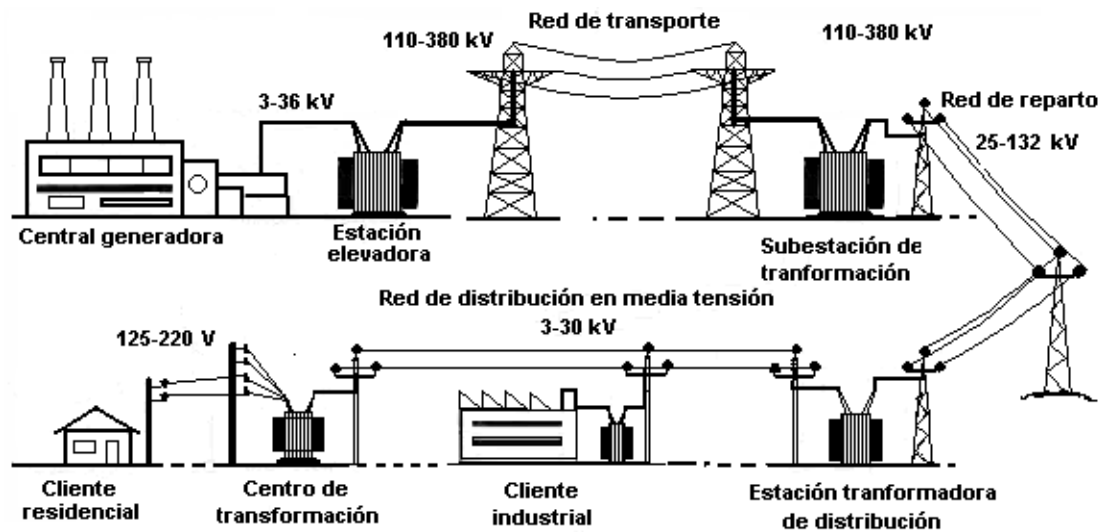 Red de transporte
110-380 kV
110-380 kV
3-36 kV
Red de reparto
25-132 kV
Central generadora
Estación
elevadora
Subestación de
tranformación
Red de distribución en media tensión
3-30 kV
125-220 V
Cliente
residencial
Centro de
transformación
Cliente
industrial
Estación tranformadora
de distribución